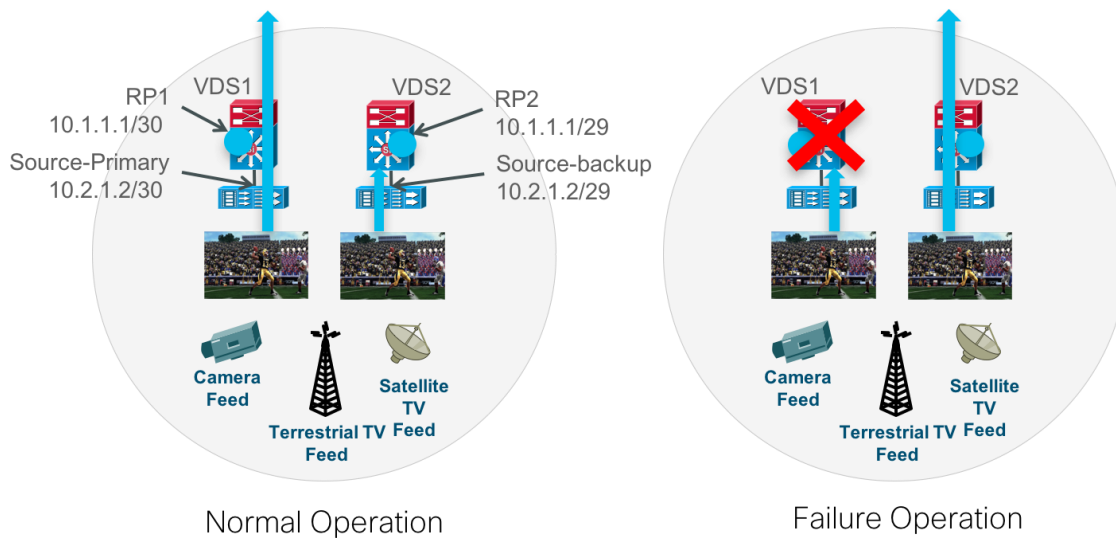 VDS1
VDS2
RP1
10.1.1.1/30
RP2
10.1.1.1/29
Source-Primary
10.2.1.2/30
Source-backup
10.2.1.2/29
Camera
Feed
Terrestrial TV
Feed
Satellite
TV
Feed
Normal Operation
VDS1
VDS2
Camera
Feed
Terrestrial TV
Feed
Satellite
TV
Feed
Failure Operation